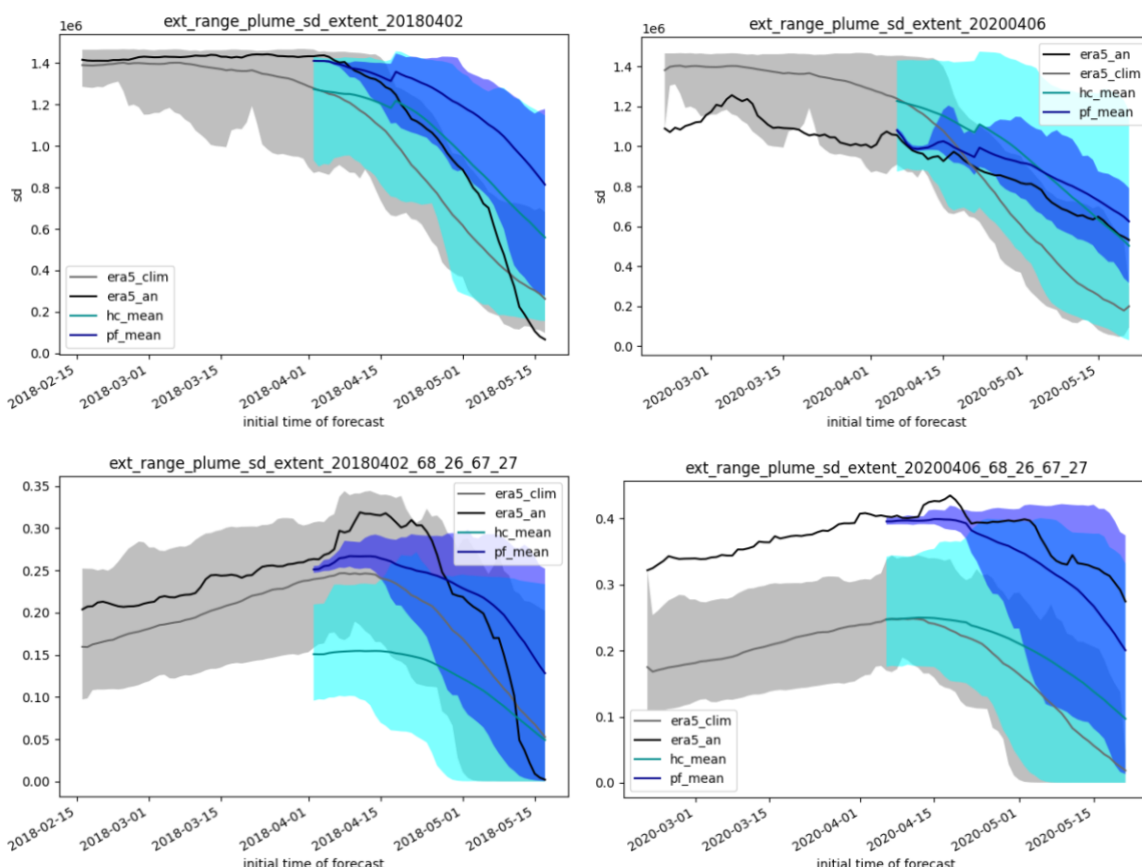 ext_range_plume_sd_extent_20180402
1e6
1.4
1.2
1.0
0.8
0.6
0.4
0.2
0.0
sd
era5_clim
era5_an
hc_mean
pf_mean
2018-02-15
2018-03-01
2018-03-15
2018-04-01
2018-04-15
2018-05-01
2018-05-15
initial time of forecast
ext_range_plume_sd_extent_20200406
1e6
1.4
1.2
1.0
0.8
0.6
0.4
0.2
0.0
sd
era5_an
era5_clim
hc_mean
pf_mean
2020-03-01
2020-03-15
2020-04-01
2020-04-15
2020-05-01
2020-05-15
initial time of forecast
ext_range_plume_sd_extent_20180402_68_26_67_27
0.35
0.30
0.25
0.20
0.15
0.10
0.05
0.00
era5_clim
era5_an
hc_mean
pf_mean
2018-02-15
2018-03-01
2018-03-15
2018-04-01
2018-04-15
2018-05-01
2018-05-15
initial time of forecast
ext_range_plume_sd_extent_20200406_68_26_67_27
0.4
0.3
0.2
0.1
0.0
era5_clim
era5_an
hc_mean
pf_mean
2020-03-01
2020-03-15
2020-04-01
2020-04-15
2020-05-01
2020-05-15
initial time of forecast